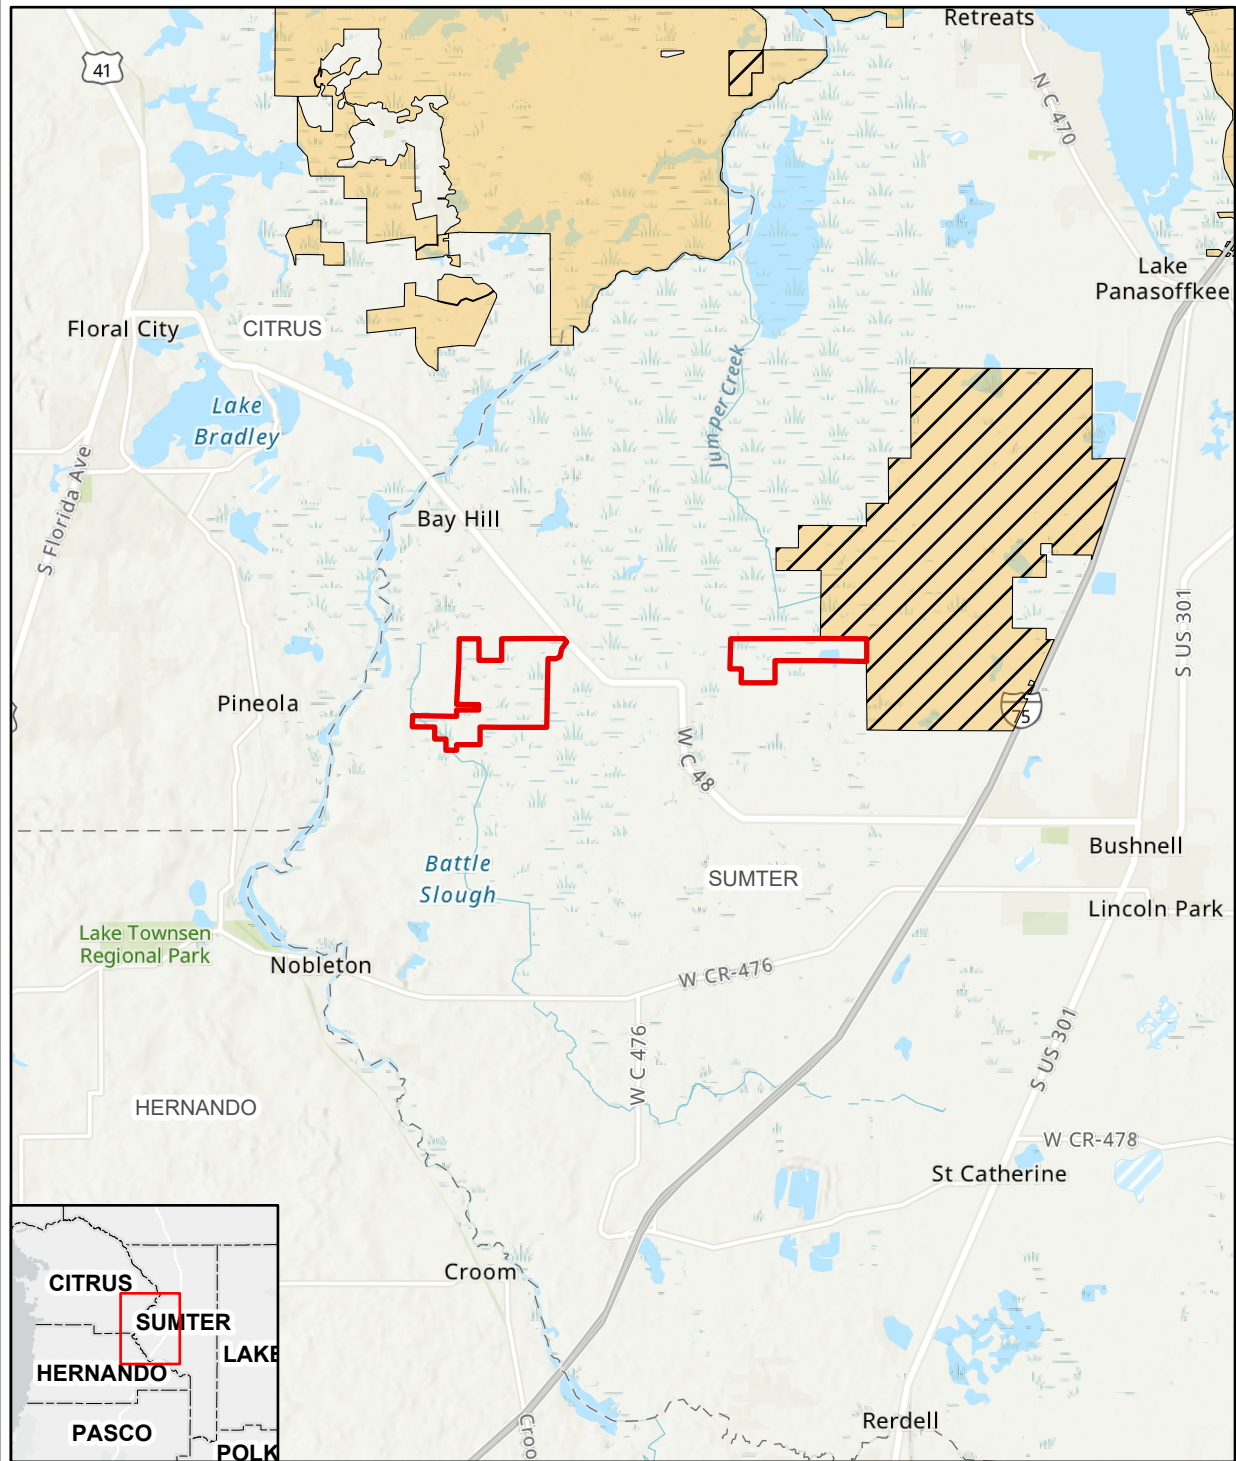 Retreats
41
N C 470
Lake
Panasoffkee
Floral City
CITRUS
Lake
Bradley
Jumper Creek
S Florida Ave
Bay Hill
S US 301
Pineola
75
W C 48
Battle
Slough
SUMTER
Bushnell
Lincoln Park
Lake Townsen
Regional Park
Nobleton
W CR-476
W C 476
S US 301
HERNANDO
W CR-478
St Catherine
Croom
Rerdell
Croo
CITRUS
SUMTER
LAKE
HERNANDO
PASCO
POLK